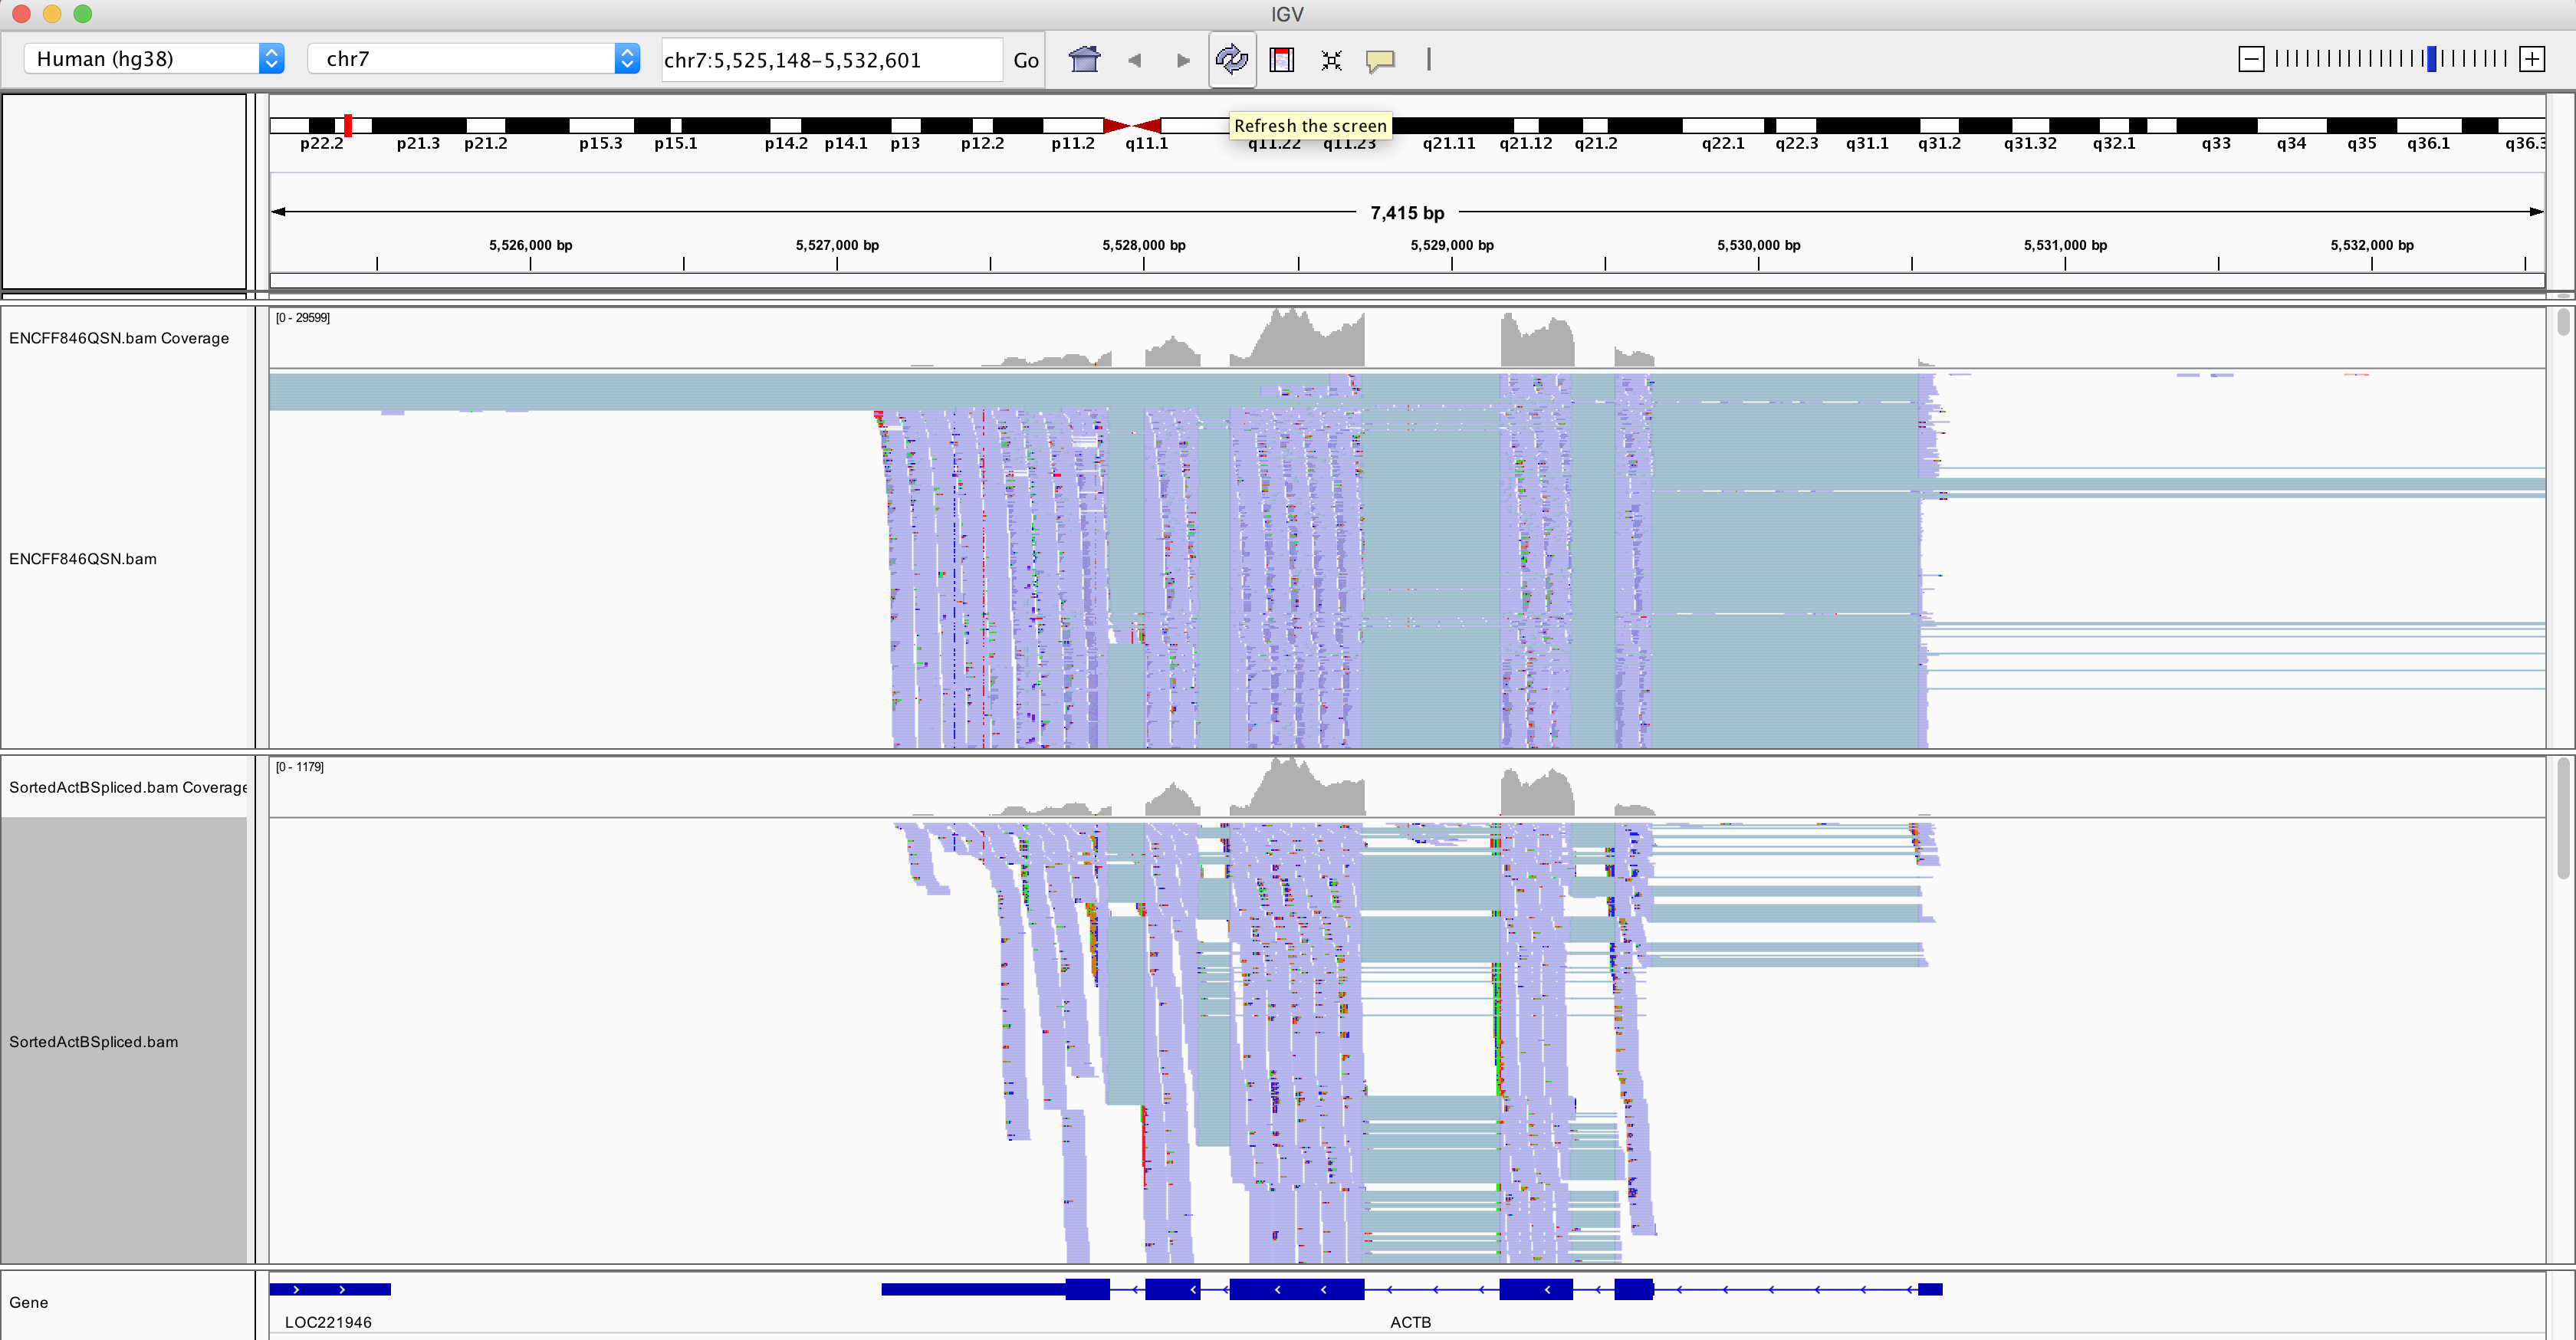 IGV
Human (hg38) chr7 chr7:5,525,148-5,532,601 Go
Refresh the screen
p22.2 p21.3 p21.2 p15.3 p15.1 p14.2 p14.1 p13 p12.2 p11.2 q11.1 q11.22 q11.23 q21.11 q21.12 q21.2 q22.1 q22.3 q31.1 q31.2 q31.32 q32.1 q33 q34 q35 q36.1 q36.3
7,415 bp
5,526,000 bp 5,527,000 bp 5,528,000 bp 5,529,000 bp 5,530,000 bp 5,531,000 bp 5,532,000 bp
[0 - 29599]
ENCFF846QSN.bam Coverage
ENCFF846QSN.bam
[0 - 1179]
SortedActBSpliced.bam Coverage
SortedActBSpliced.bam
Gene
LOC221946 ACTB